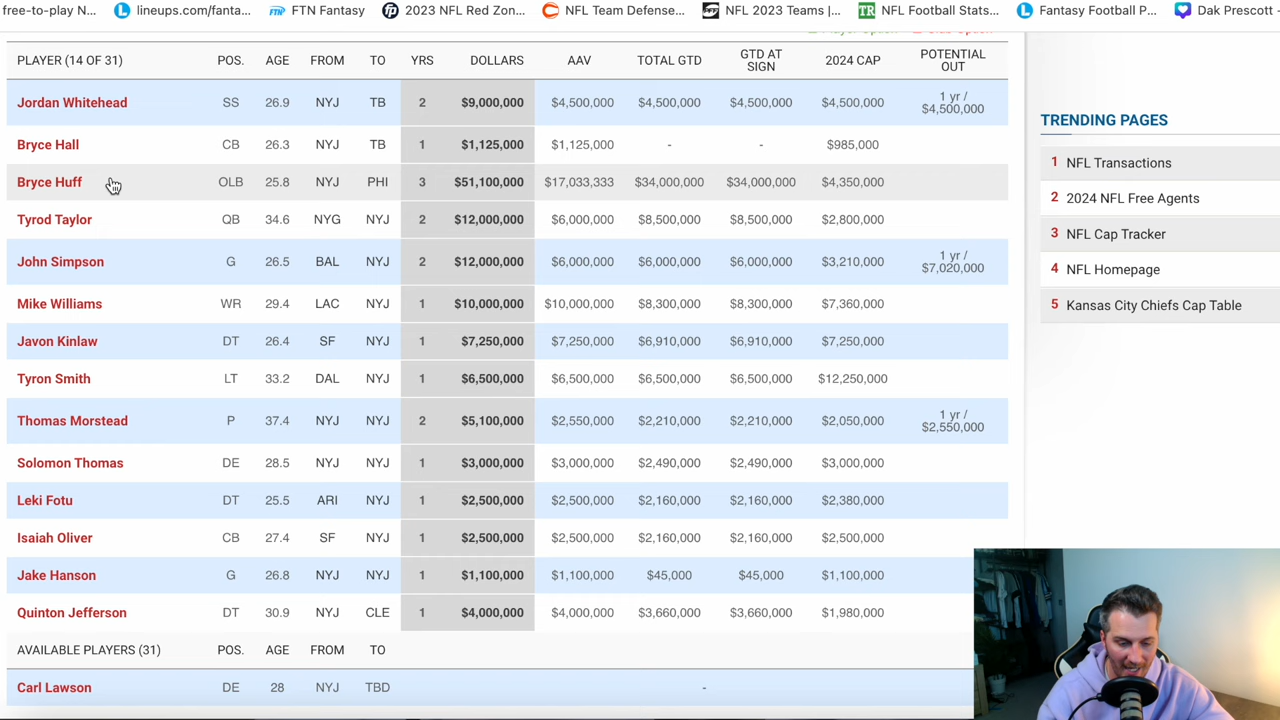 free-to-play N... lineups.com/fanta... FTN Fantasy 2023 NFL Red Zon... NFL Team Defense... NFL 2023 Teams |... NFL Football Stats... Fantasy Football P... Dak Prescott -
PLAYER (14 OF 31) POS. AGE FROM TO YRS DOLLARS AAV TOTAL GTD GTD AT SIGN 2024 CAP POTENTIAL OUT
Jordan Whitehead SS 26.9 NYJ TB 2 $9,000,000 $4,500,000 $4,500,000 $4,500,000 $4,500,000 1 yr / $4,500,000
Bryce Hall CB 26.3 NYJ TB 1 $1,125,000 $1,125,000 - - $985,000
Bryce Huff OLB 25.8 NYJ PHI 3 $51,100,000 $17,033,333 $34,000,000 $34,000,000 $4,350,000
Tyrod Taylor QB 34.6 NYG NYJ 2 $12,000,000 $6,000,000 $8,500,000 $8,500,000 $2,800,000
John Simpson G 26.5 BAL NYJ 2 $12,000,000 $6,000,000 $6,000,000 $6,000,000 $3,210,000 1 yr / $7,020,000
Mike Williams WR 29.4 LAC NYJ 1 $10,000,000 $10,000,000 $8,300,000 $8,300,000 $7,360,000
Javon Kinlaw DT 26.4 SF NYJ 1 $7,250,000 $7,250,000 $6,910,000 $6,910,000 $7,250,000
Tyron Smith LT 33.2 DAL NYJ 1 $6,500,000 $6,500,000 $6,500,000 $6,500,000 $12,250,000
Thomas Morstead P 37.4 NYJ NYJ 2 $5,100,000 $2,550,000 $2,210,000 $2,210,000 $2,050,000 1 yr / $2,550,000
Solomon Thomas DE 28.5 NYJ NYJ 1 $3,000,000 $3,000,000 $2,490,000 $2,490,000 $3,000,000
Leki Fotu DT 25.5 ARI NYJ 1 $2,500,000 $2,500,000 $2,160,000 $2,160,000 $2,380,000
Isaiah Oliver CB 27.4 SF NYJ 1 $2,500,000 $2,500,000 $2,160,000 $2,160,000 $2,500,000
Jake Hanson G 26.8 NYJ NYJ 1 $1,100,000 $1,100,000 $45,000 $45,000 $1,100,000
Quinton Jefferson DT 30.9 NYJ CLE 1 $4,000,000 $4,000,000 $3,660,000 $3,660,000 $1,980,000
AVAILABLE PLAYERS (31) POS. AGE FROM TO
Carl Lawson DE 28 NYJ TBD -
TRENDING PAGES
1 NFL Transactions
2 2024 NFL Free Agents
3 NFL Cap Tracker
4 NFL Homepage
5 Kansas City Chiefs Cap Table